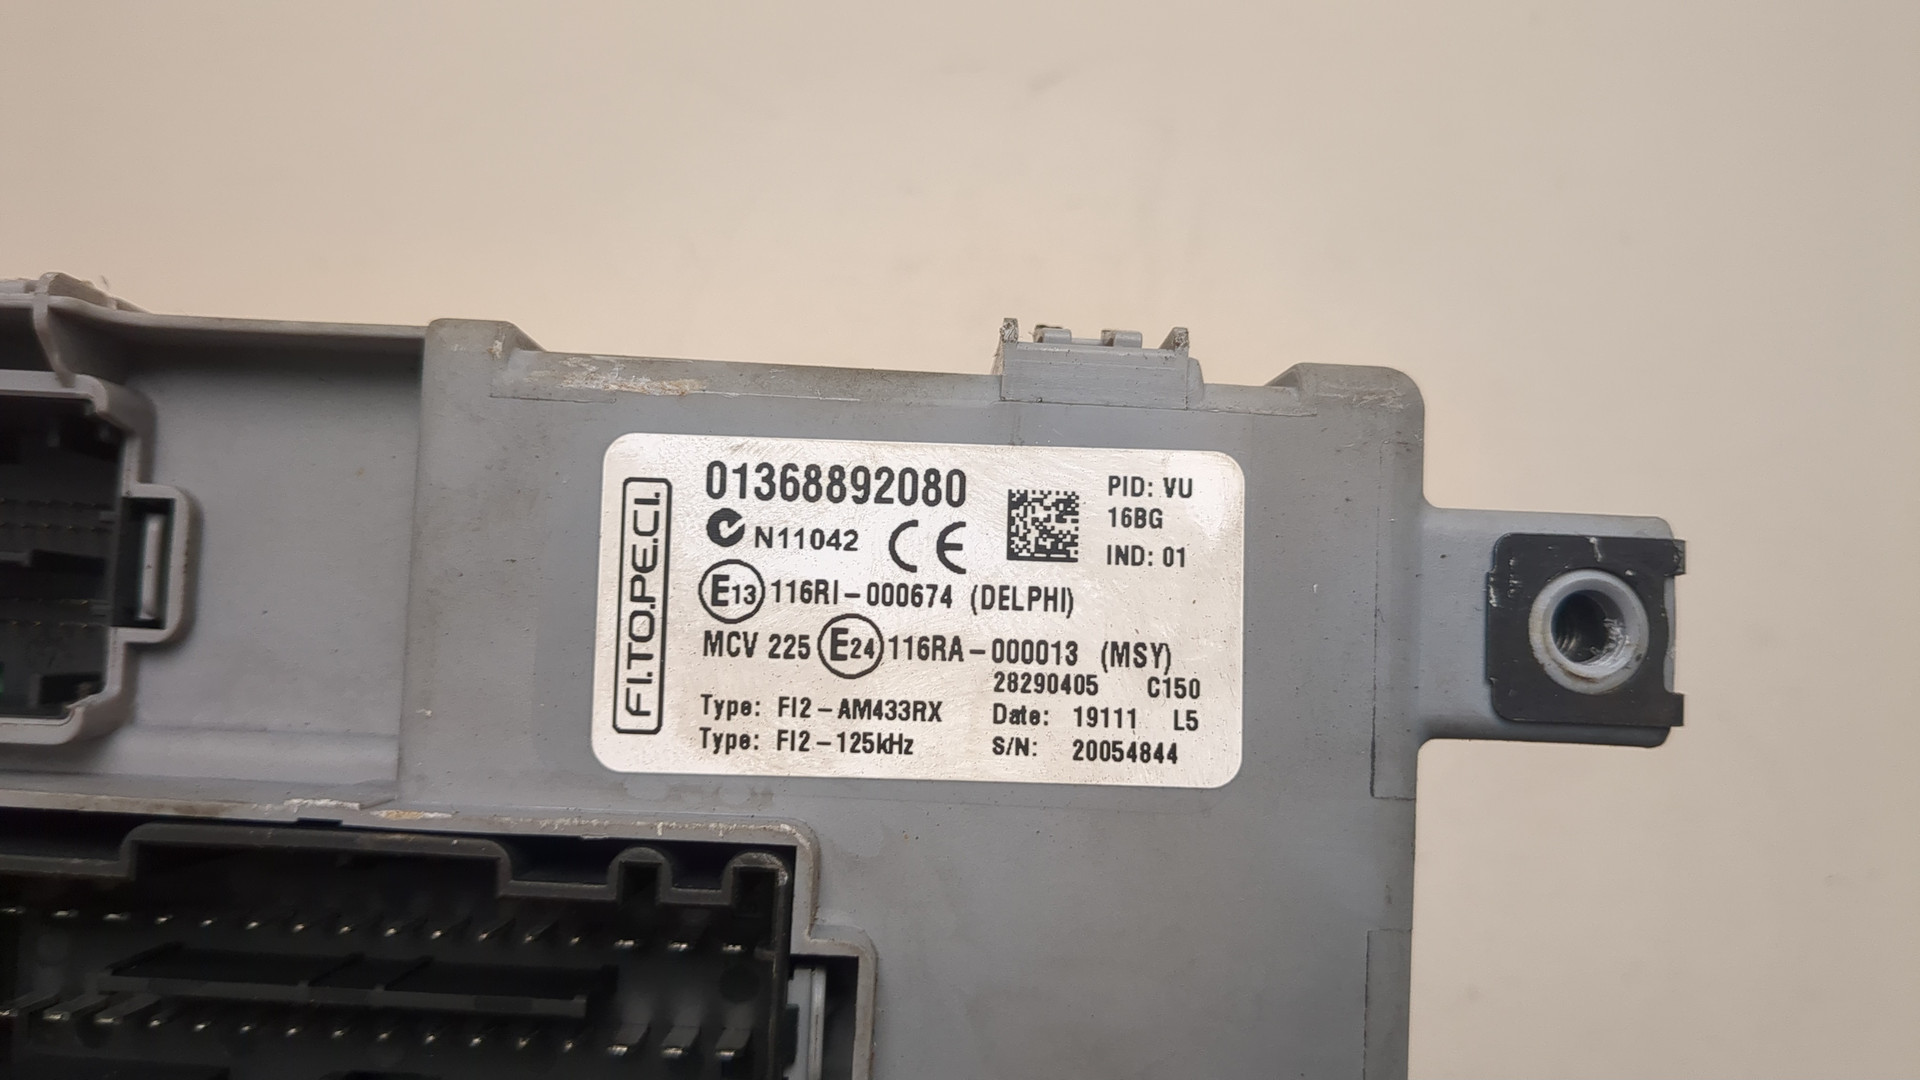 FI.TO.PE.CI.
01368892080
N11042 CE
PID: VU
16BG
IND: 01
E13 116RI-000674 (DELPHI)
MCV 225 E24 116RA-000013 (MSY)
28290405 C150
Type: FI2-AM433RX
Date: 19111 L5
Type: FI2-125kHz
S/N: 20054844